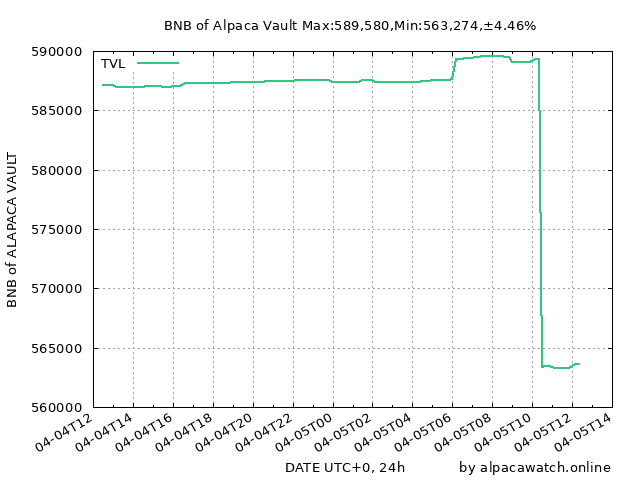 BNB of Alpaca Vault Max:589,580,Min:563,274,±4.46%
TVL
590000
585000
580000
575000
570000
565000
560000
BNB of ALAPACA VAULT
04-04T12
04-04T14
04-04T16
04-04T18
04-04T20
04-04T22
04-05T00
04-05T02
04-05T04
04-05T06
04-05T08
04-05T10
04-05T12
04-05T14
DATE UTC+0, 24h
by alpacawatch.online